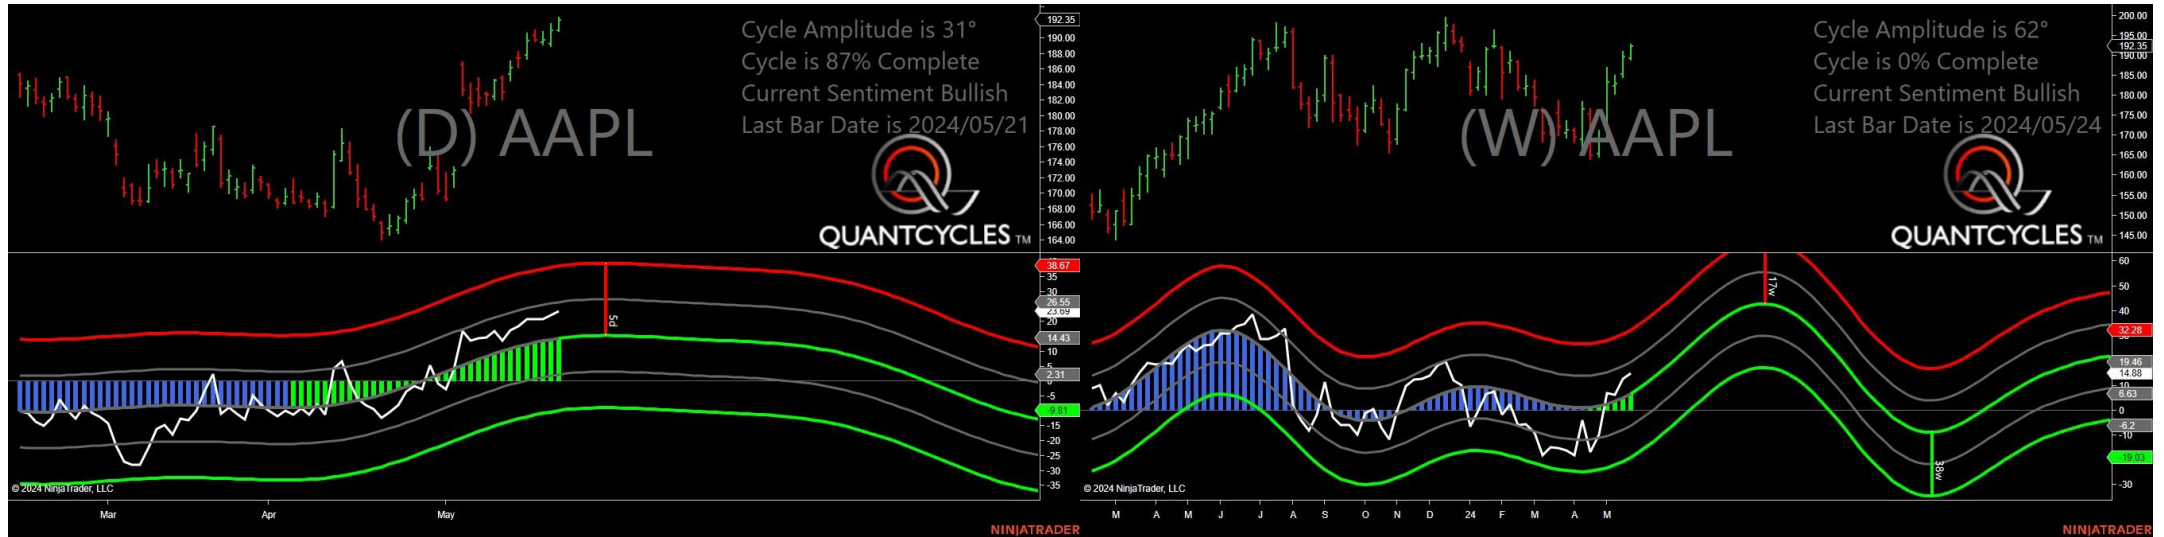 Cycle Amplitude is 31°
Cycle is 87% Complete
Current Sentiment Bullish
Last Bar Date is 2024/05/21
(D) AAPL
QUANTCYCLES TM
192.35
190.00
188.00
186.00
184.00
182.00
180.00
178.00
176.00
174.00
172.00
170.00
168.00
166.00
164.00
38.67
35
30
26.55
23.69
20
14.43
10
5
2.31
-5
-9.81
-15
-20
-25
-30
-35
5d
© 2024 NinjaTrader, LLC
Mar
Apr
May
NINJATRADER
Cycle Amplitude is 62°
Cycle is 0% Complete
Current Sentiment Bullish
Last Bar Date is 2024/05/24
(W) AAPL
QUANTCYCLES TM
200.00
195.00
192.35
190.00
185.00
180.00
175.00
170.00
165.00
160.00
155.00
150.00
145.00
60
50
40
32.28
19.46
14.88
10
6.63
0
-6.2
-10
-19.03
-30
17w
38w
© 2024 NinjaTrader, LLC
M A M J J A S O N D 24 F M A M
NINJATRADER